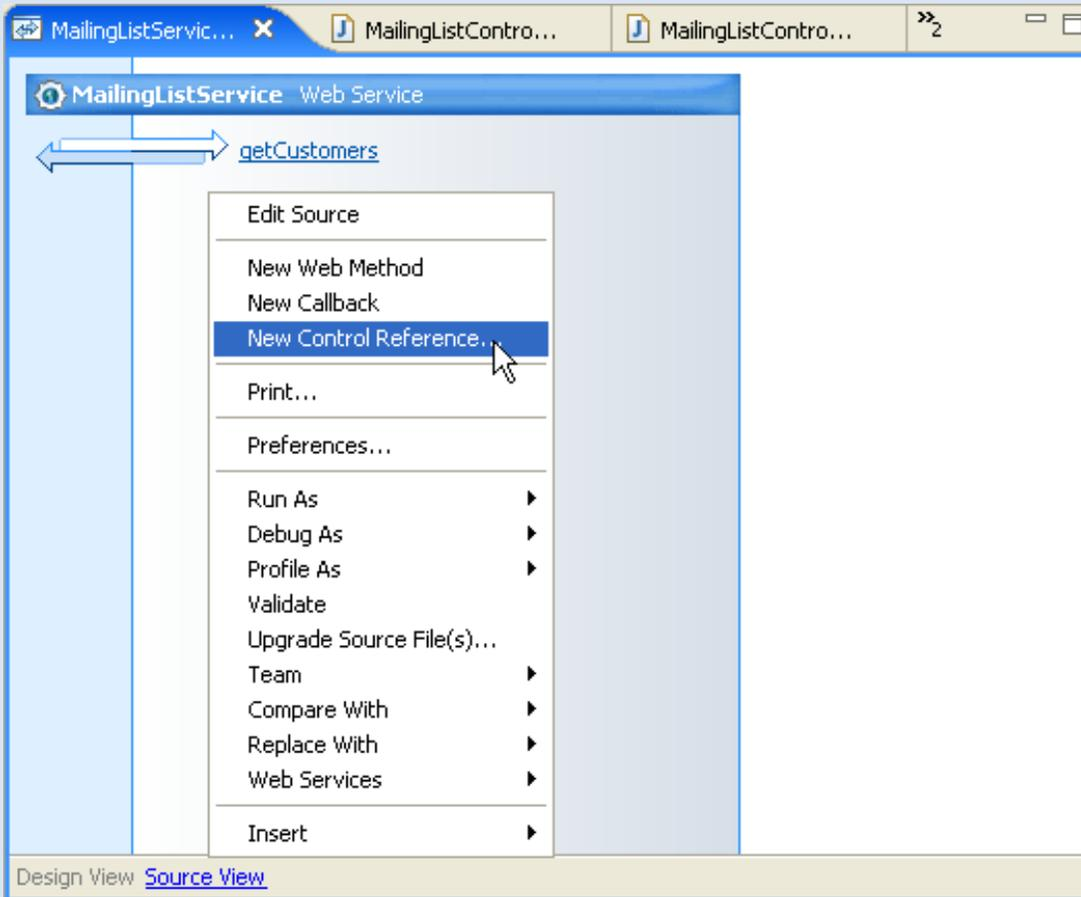 MailingListServic... MailingListContro... MailingListContro... »2
MailingListService Web Service
getCustomers
Edit Source
New Web Method
New Callback
New Control Reference...
Print...
Preferences...
Run As
Debug As
Profile As
Validate
Upgrade Source File(s)...
Team
Compare With
Replace With
Web Services
Insert
Design View Source View